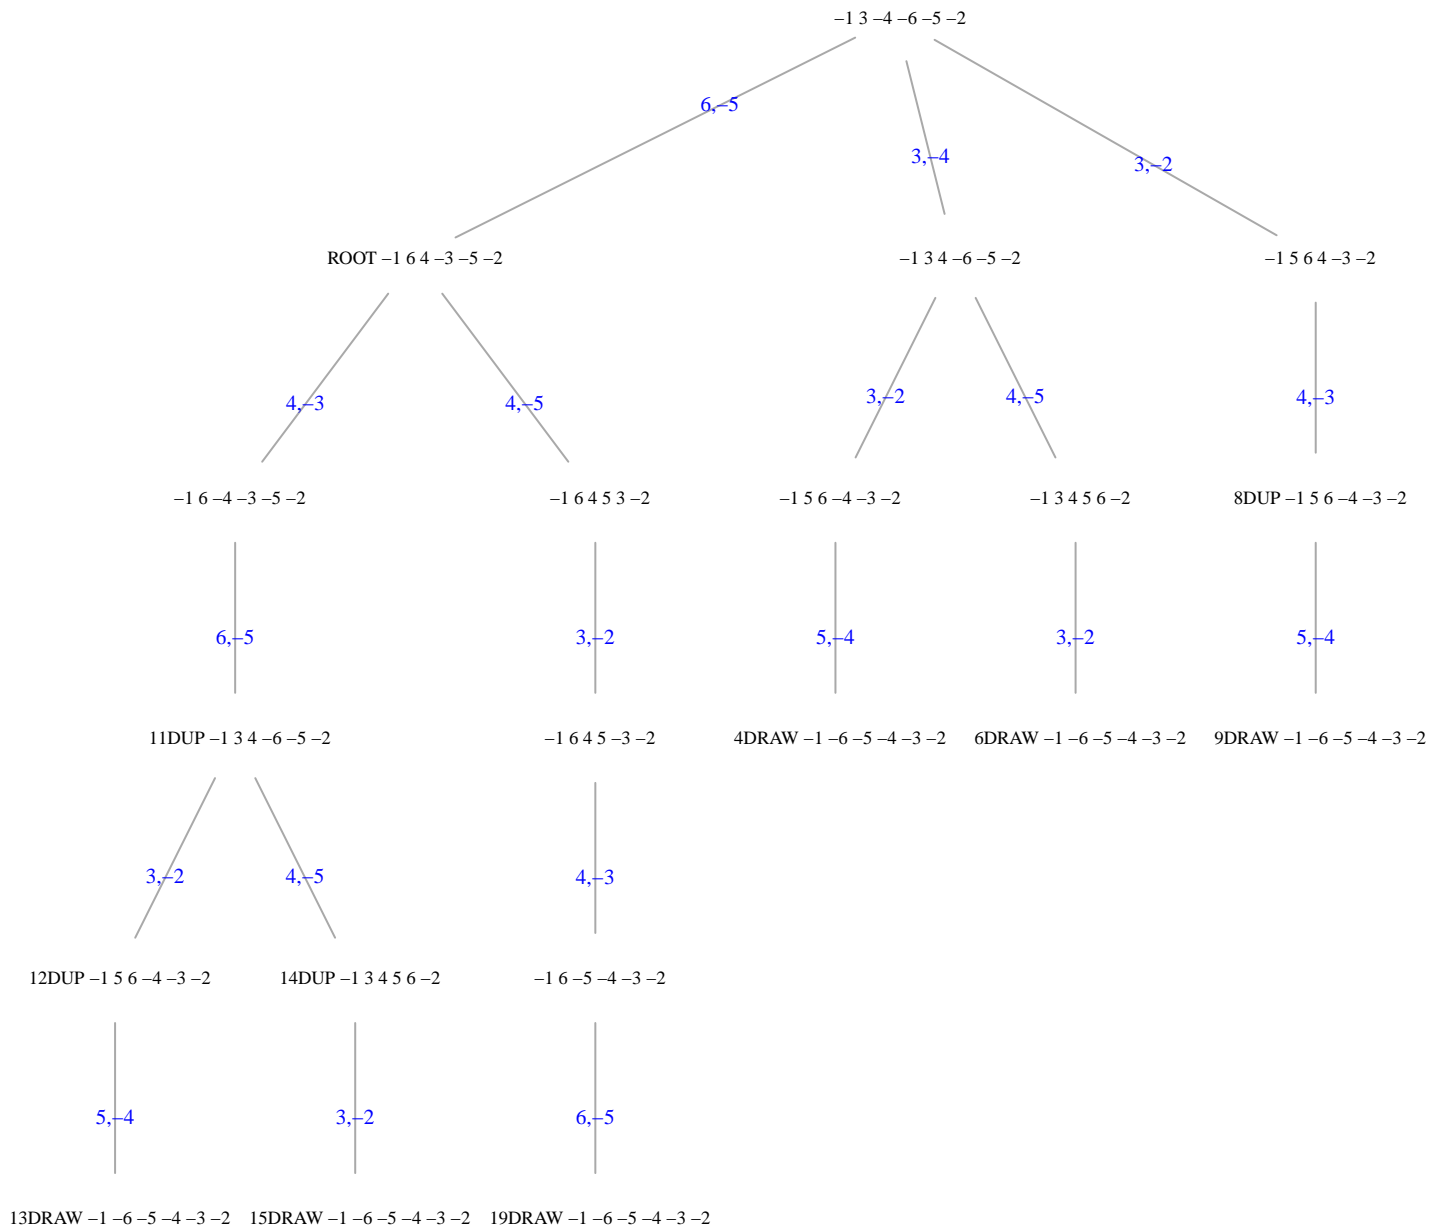 –1 3 –4 –6 –5 –2
6,–5
3,–4
3,–2
ROOT –1 6 4 –3 –5 –2
–1 3 4 –6 –5 –2
–1 5 6 4 –3 –2
4,–3
4,–5
3,–2
4,–5
4,–3
–1 6 –4 –3 –5 –2
–1 6 4 5 3 –2
–1 5 6 –4 –3 –2
–1 3 4 5 6 –2
8DUP –1 5 6 –4 –3 –2
6,–5
3,–2
5,–4
3,–2
5,–4
11DUP –1 3 4 –6 –5 –2
–1 6 4 5 –3 –2
4DRAW –1 –6 –5 –4 –3 –2
6DRAW –1 –6 –5 –4 –3 –2
9DRAW –1 –6 –5 –4 –3 –2
3,–2
4,–5
4,–3
12DUP –1 5 6 –4 –3 –2
14DUP –1 3 4 5 6 –2
–1 6 –5 –4 –3 –2
5,–4
3,–2
6,–5
13DRAW –1 –6 –5 –4 –3 –2
15DRAW –1 –6 –5 –4 –3 –2
19DRAW –1 –6 –5 –4 –3 –2